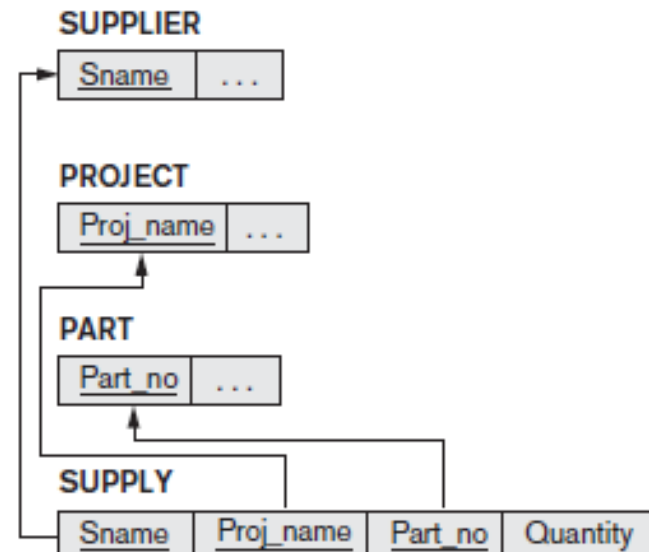 SUPPLIER
Sname ...
PROJECT
Proj_name ...
PART
Part_no ...
SUPPLY
Sname Proj_name Part_no Quantity